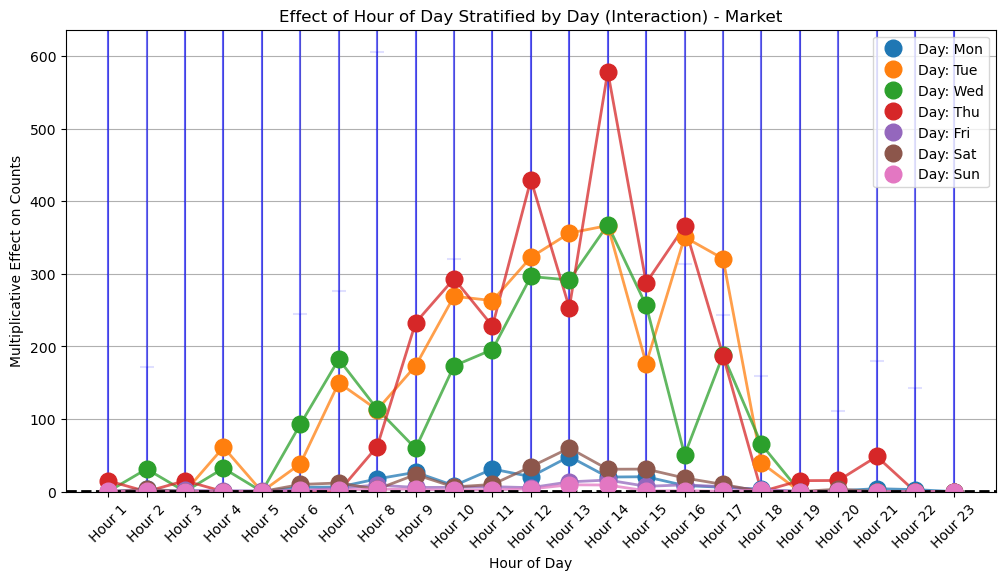 Effect of Hour of Day Stratified by Day (Interaction) - Market
Multiplicative Effect on Counts
600
500
400
300
200
100
0
Day: Mon
Day: Tue
Day: Wed
Day: Thu
Day: Fri
Day: Sat
Day: Sun
Hour 1
Hour 2
Hour 3
Hour 4
Hour 5
Hour 6
Hour 7
Hour 8
Hour 9
Hour 10
Hour 11
Hour 12
Hour 13
Hour 14
Hour 15
Hour 16
Hour 17
Hour 18
Hour 19
Hour 20
Hour 21
Hour 22
Hour 23
Hour of Day